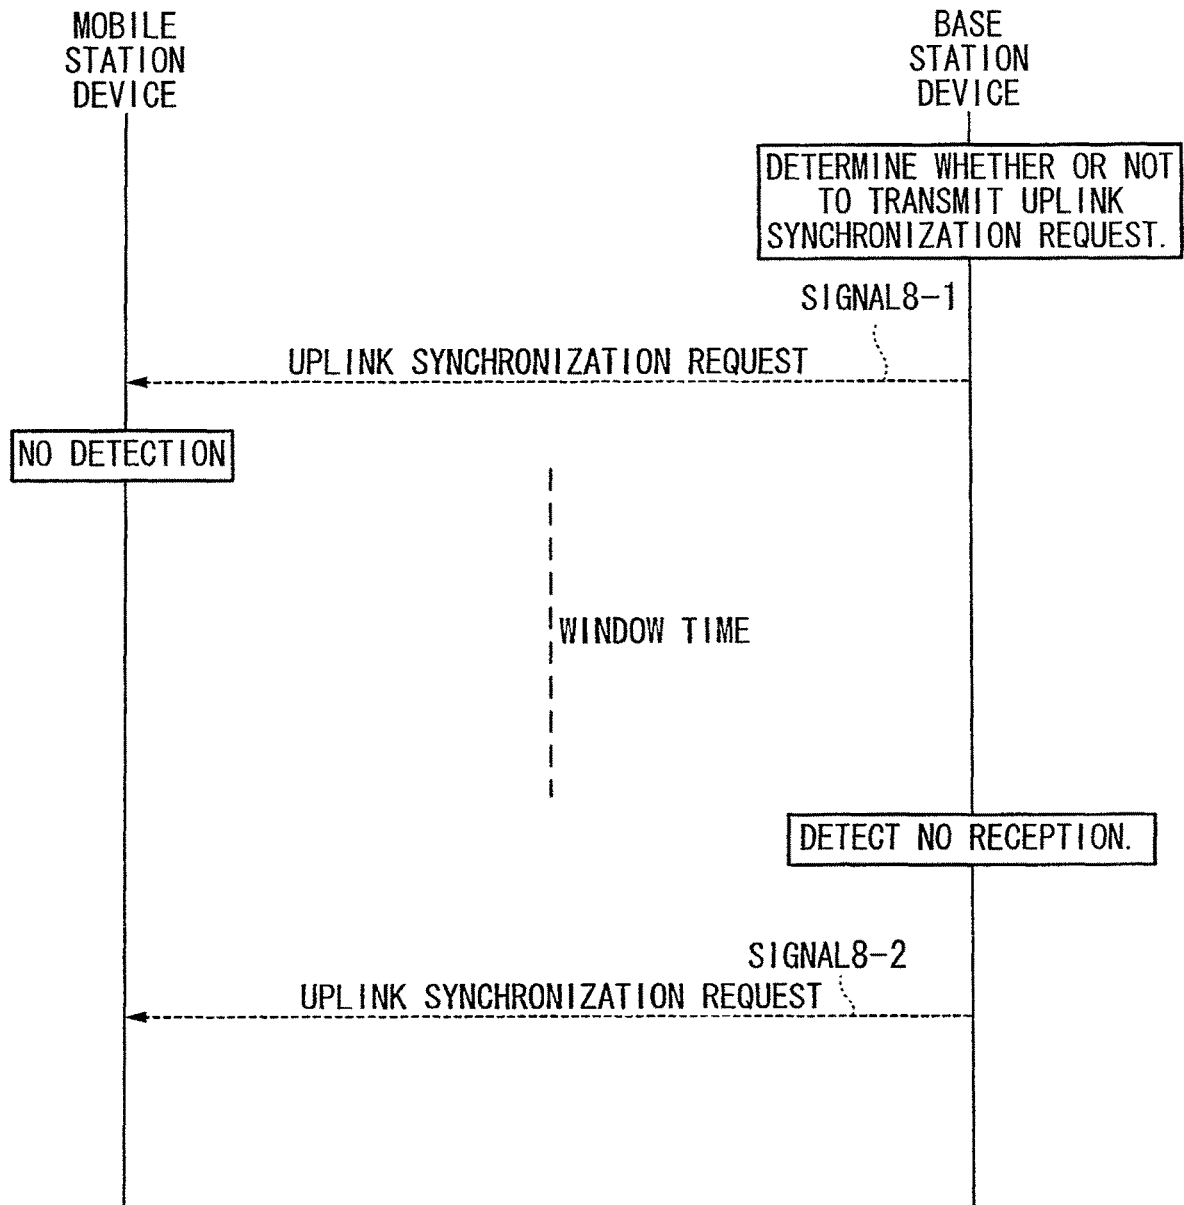 MOBILE
STATION
DEVICE
BASE
STATION
DEVICE
DETERMINE WHETHER OR NOT
TO TRANSMIT UPLINK
SYNCHRONIZATION REQUEST.
SIGNAL8-1
UPLINK SYNCHRONIZATION REQUEST
NO DETECTION
WINDOW TIME
DETECT NO RECEPTION.
SIGNAL8-2
UPLINK SYNCHRONIZATION REQUEST